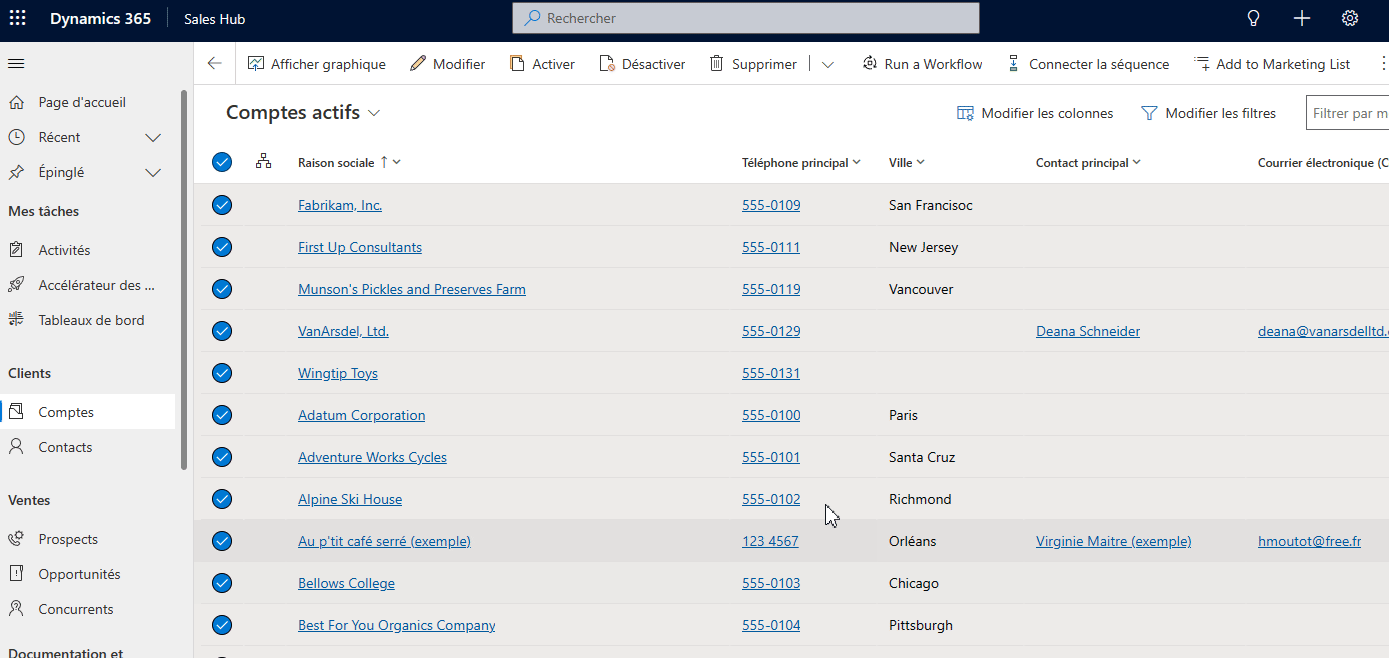 Dynamics 365 Sales Hub Rechercher
Afficher graphique Modifier Activer Désactiver Supprimer Run a Workflow Connecter la séquence Add to Marketing List
Page d'accueil
Récent
Épinglé
Mes tâches
Activités
Accélérateur des ...
Tableaux de bord
Clients
Comptes
Contacts
Ventes
Prospects
Opportunités
Concurrents
Documentation et
Comptes actifs Modifier les colonnes Modifier les filtres Filtrer par m
Raison sociale Téléphone principal Ville Contact principal Courrier électronique (C
Fabrikam, Inc. 555-0109 San Francisoc
First Up Consultants 555-0111 New Jersey
Munson's Pickles and Preserves Farm 555-0119 Vancouver
VanArsdel, Ltd. 555-0129 Deana Schneider deana@vanarsdelltd.
Wingtip Toys 555-0131
Adatum Corporation 555-0100 Paris
Adventure Works Cycles 555-0101 Santa Cruz
Alpine Ski House 555-0102 Richmond
Au p'tit café serré (exemple) 123 4567 Orléans Virginie Maitre (exemple) hmoutot@free.fr
Bellows College 555-0103 Chicago
Best For You Organics Company 555-0104 Pittsburgh